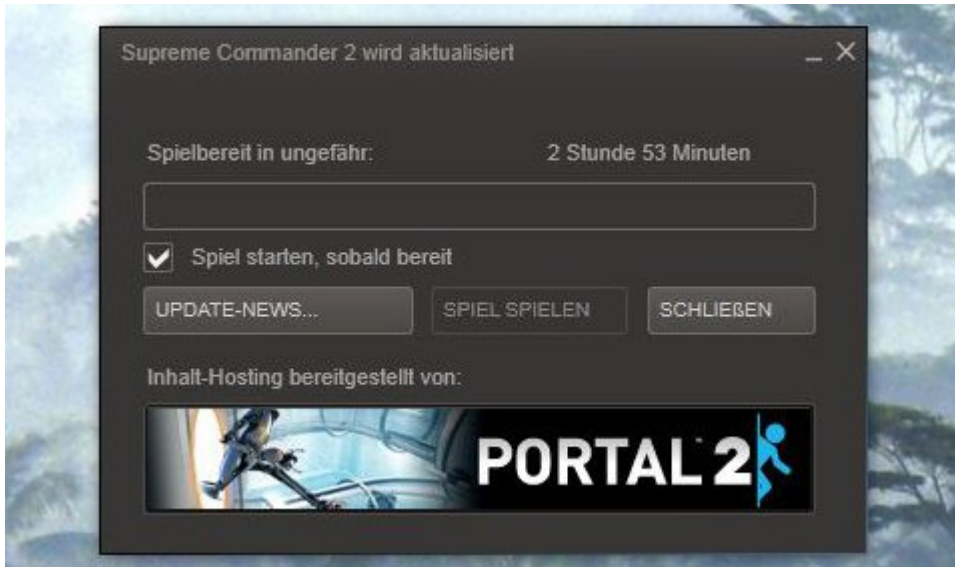 Supreme Commander 2 wird aktualisiert
Spielbereit in ungefähr: 2 Stunde 53 Minuten
Spiel starten, sobald bereit
UPDATE-NEWS... SPIEL SPIELEN SCHLIEßEN
Inhalt-Hosting bereitgestellt von:
PORTAL™ 2